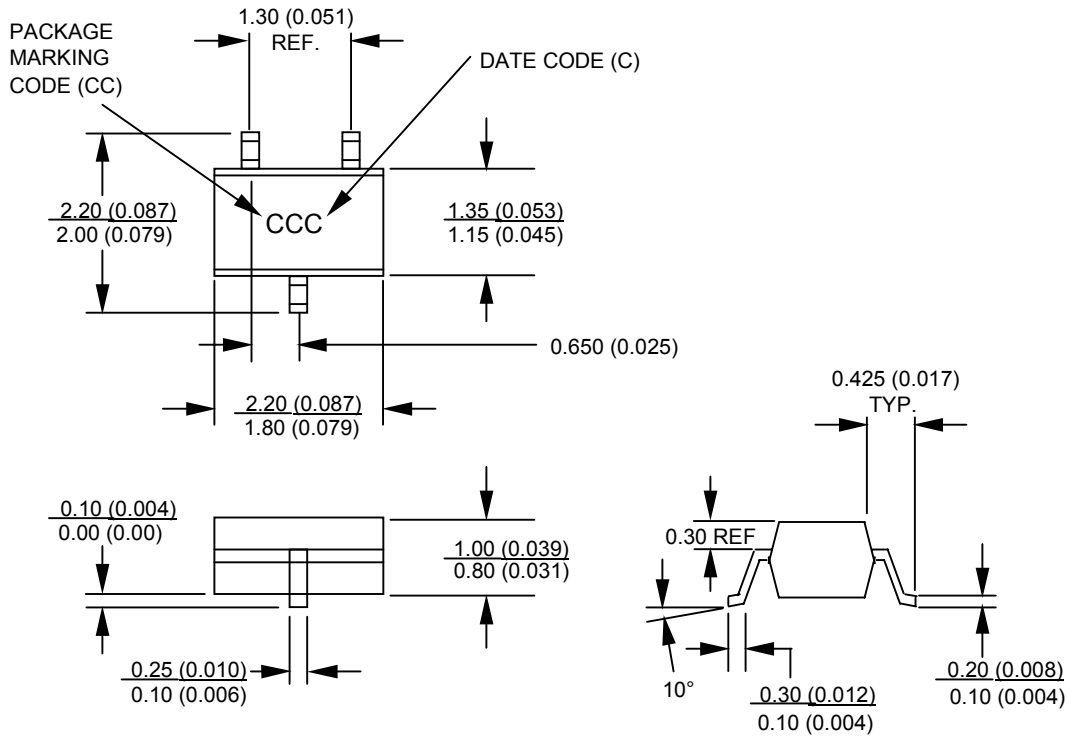 1.30 (0.051)
REF.
PACKAGE
MARKING
CODE (CC)
DATE CODE (C)
CCC
2.20 (0.087)
2.00 (0.079)
1.35 (0.053)
1.15 (0.045)
0.650 (0.025)
2.20 (0.087)
1.80 (0.079)
0.425 (0.017)
TYP.
0.10 (0.004)
0.00 (0.00)
1.00 (0.039)
0.80 (0.031)
0.30 REF
0.25 (0.010)
0.10 (0.006)
10°
0.30 (0.012)
0.10 (0.004)
0.20 (0.008)
0.10 (0.004)